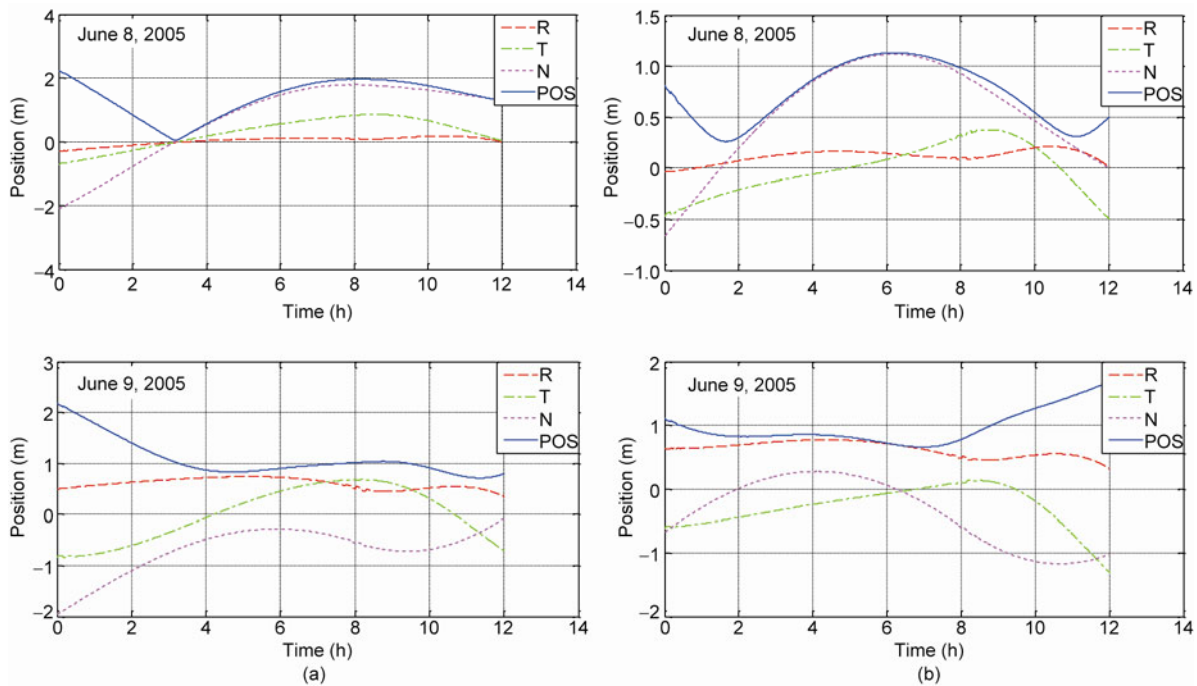 June 8, 2005
R
T
N
POS
Position (m)
4
2
0
−2
−4
0 2 4 6 8 10 12 14
Time (h)
June 8, 2005
R
T
N
POS
Position (m)
1.5
1.0
0.5
0
−0.5
−1.0
0 2 4 6 8 10 12 14
Time (h)
June 9, 2005
R
T
N
POS
Position (m)
3
2
1
0
−1
−2
0 2 4 6 8 10 12 14
Time (h)
(a)
June 9, 2005
R
T
N
POS
Position (m)
2
1
0
−1
−2
0 2 4 6 8 10 12 14
Time (h)
(b)